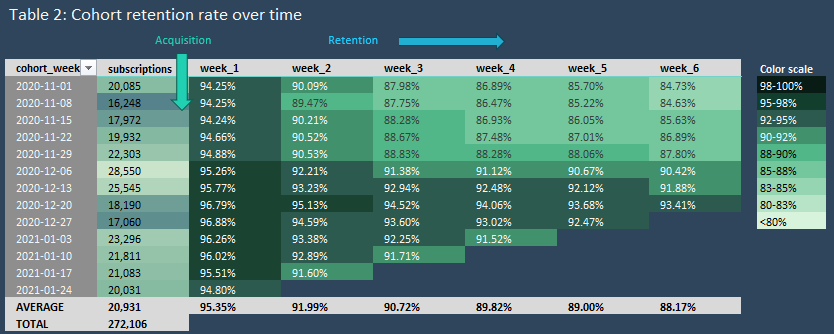 Table 2: Cohort retention rate over time
Acquisition Retention
cohort_week subscriptions week_1 week_2 week_3 week_4 week_5 week_6 Color scale
2020-11-01 20,085 94.25% 90.09% 87.98% 86.89% 85.70% 84.73% 98-100%
2020-11-08 16,248 94.25% 89.47% 87.75% 86.47% 85.22% 84.63% 95-98%
2020-11-15 17,972 94.24% 90.21% 88.28% 86.93% 86.05% 85.63% 92-95%
2020-11-22 19,932 94.66% 90.52% 88.67% 87.48% 87.01% 86.89% 90-92%
2020-11-29 22,303 94.88% 90.53% 88.83% 88.28% 88.06% 87.80% 88-90%
2020-12-06 28,550 95.26% 92.21% 91.38% 91.12% 90.67% 90.42% 85-88%
2020-12-13 25,545 95.77% 93.23% 92.94% 92.48% 92.12% 91.88% 83-85%
2020-12-20 18,190 96.79% 95.13% 94.52% 94.06% 93.68% 93.41% 80-83%
2020-12-27 17,060 96.88% 94.59% 93.60% 93.02% 92.47% <80%
2021-01-03 23,296 96.26% 93.38% 92.25% 91.52%
2021-01-10 21,811 96.02% 92.89% 91.71%
2021-01-17 21,083 95.51% 91.60%
2021-01-24 20,031 94.80%
AVERAGE 20,931 95.35% 91.99% 90.72% 89.82% 89.00% 88.17%
TOTAL 272,106